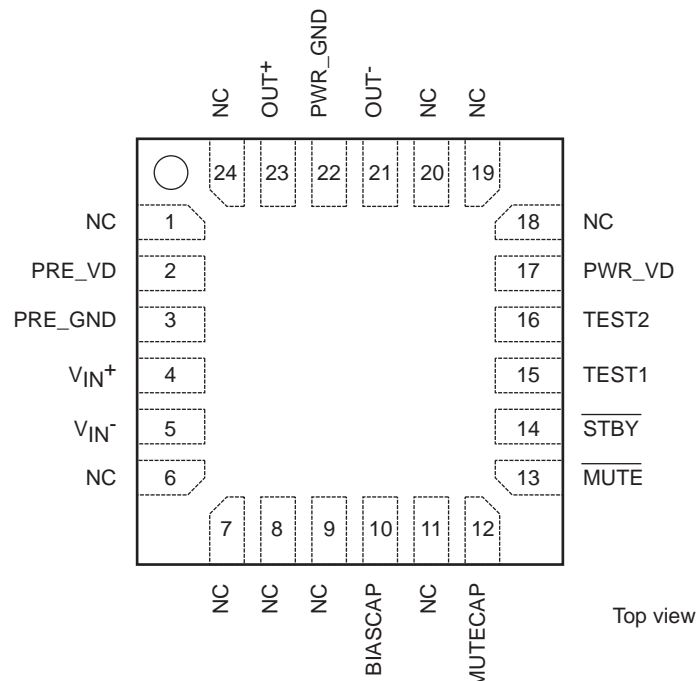 NC OUT+ PWR_GND OUT- NC NC
24 23 22 21 20 19
NC 1 18 NC
PRE_VD 2 17 PWR_VD
PRE_GND 3 16 TEST2
VIN+ 4 15 TEST1
VIN- 5 14 STBY
NC 6 13 MUTE
7 8 9 10 11 12
NC NC NC BIASCAP NC MUTECAP
Top view